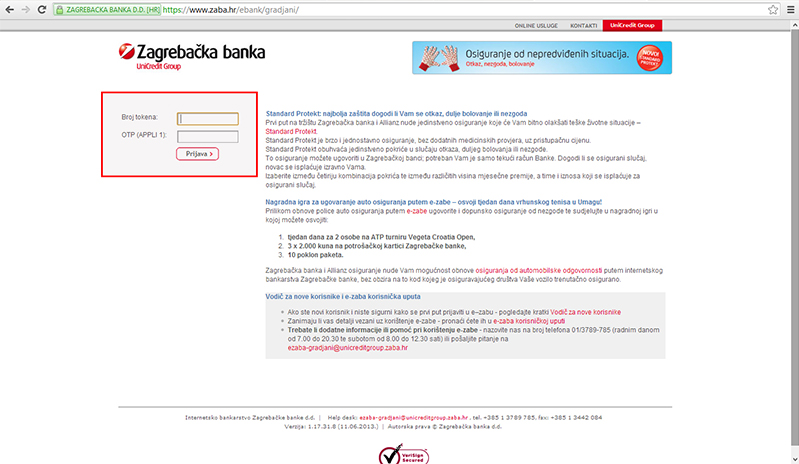 ZAGREBACKA BANKA D.D. [HR] https://www.zaba.hr/ebank/gradjani/
ONLINE USLUGE KONTAKTI UniCredit Group
Zagrebačka banka
UniCredit Group
Osiguranje od nepredviđenih situacija.
Otkaz, nezgoda, bolovanje.
NOVO!
STANDARD
PROTEKT
Broj tokena:
OTP (APPLI 1):
Prijava
Standard Protekt: najbolja zaštita dogodi li Vam se otkaz, dulje bolovanje ili nezgoda
Prvi put na tržištu Zagrebačka banka i Allianz nude jedinstveno osiguranje koje će Vam bitno olakšati teške životne situacije –
Standard Protekt.
Standard Protekt je brzo i jednostavno osiguranje, bez dodatnih medicinskih provjera, uz pristupačnu cijenu.
Standard Protekt obuhvaća jedinstveno pokriće u slučaju otkaza, duljeg bolovanja ili nezgode.
To osiguranje možete ugovoriti u Zagrebačkoj banci; potreban Vam je samo tekući račun Banke. Dogodi li se osigurani slučaj,
novac se isplaćuje izravno Vama.
Izaberite između četiriju kombinacija pokrića te između različitih visina mjesečne premije, a time i iznosa koji se isplaćuje za
osigurani slučaj.
Nagradna igra za ugovaranje auto osiguranja putem e-zabe – osvoji tjedan dana vrhunskog tenisa u Umagu!
Prilikom obnove police auto osiguranja putem e-zabe ugovorite i dopunsko osiguranje od nezgode te sudjelujte u nagradnoj igri u
kojoj možete osvojiti:
1. tjedan dana za 2 osobe na ATP turniru Vegeta Croatia Open,
2. 3 x 2.000 kuna na potrošačkoj kartici Zagrebačke banke,
3. 10 poklon paketa.
Zagrebačka banka i Allianz osiguranje nude Vam mogućnost obnove osiguranja od automobilske odgovornosti putem internetskog
bankarstva Zagrebačke banke, bez obzira na to kod kojeg je osiguravajućeg društva Vaše vozilo trenutačno osigurano.
Vodič za nove korisnike i e-zaba korisnička uputa
Ako ste novi korisnik i niste sigurni kako se prvi put prijaviti u e–zabu - pogledajte kratki Vodič za nove korisnike
Zanimaju li vas detalji vezani uz korištenje e-zabe - pronaći ćete ih u e-zaba korisničkoj uputi
Trebate li dodatne informacije ili pomoć pri korištenju e-zabe - nazovite nas na broj telefona 01/3789-785 (radnim danom
od 7.00 do 20.30 te subotom od 8.00 do 12.30 sati) ili pošaljite pitanje na
ezaba-gradjani@unicreditgroup.zaba.hr
Internetsko bankarstvo Zagrebačke banke d.d. | Help desk: ezaba-gradjani@unicreditgroup.zaba.hr , tel. +385 1 3789 785, fax: +385 1 3442 084
Verzija: 1.17.31.8 (11.06.2013.) | Autorska prava © Zagrebačka banka d.d.
VeriSign
Secured